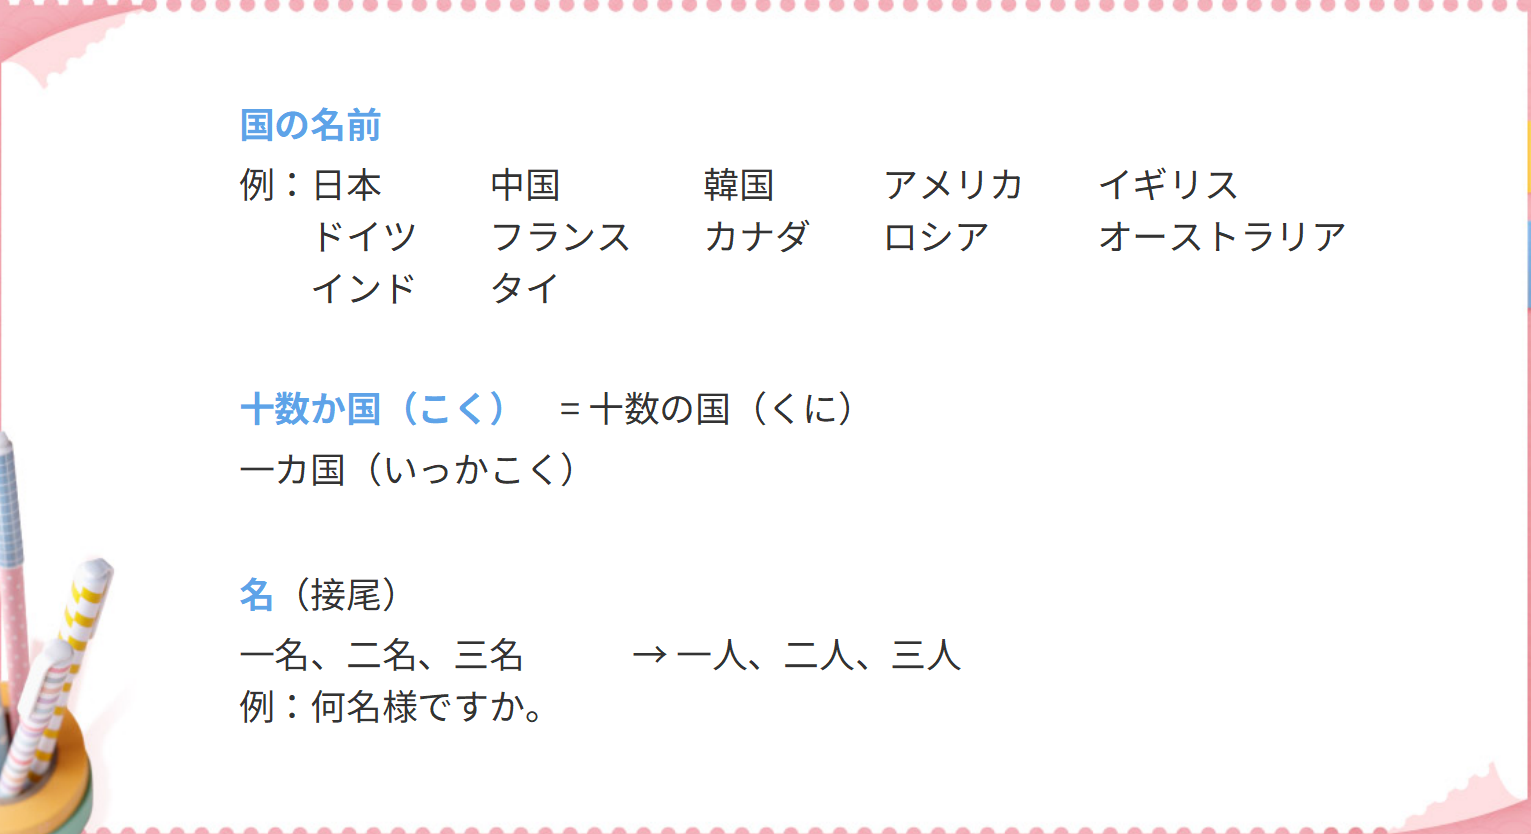 国の名前
例：日本　中国　韓国　アメリカ　イギリス
ドイツ　フランス　カナダ　ロシア　オーストラリア
インド　タイ
十数か国（こく）　= 十数の国（くに）
一カ国（いっかこく）
名（接尾）
一名、二名、三名　→ 一人、二人、三人
例：何名様ですか。